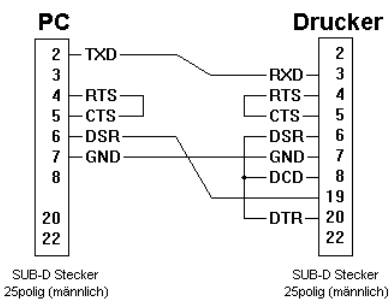 PC Drucker
2 TXD 2
3 RXD 3
4 RTS RTS 4
5 CTS CTS 5
6 DSR DSR 6
7 GND GND 7
8 DCD 8
19
20 DTR 20
22 22
SUB-D Stecker SUB-D Stecker
25polig (männlich) 25polig (männlich)